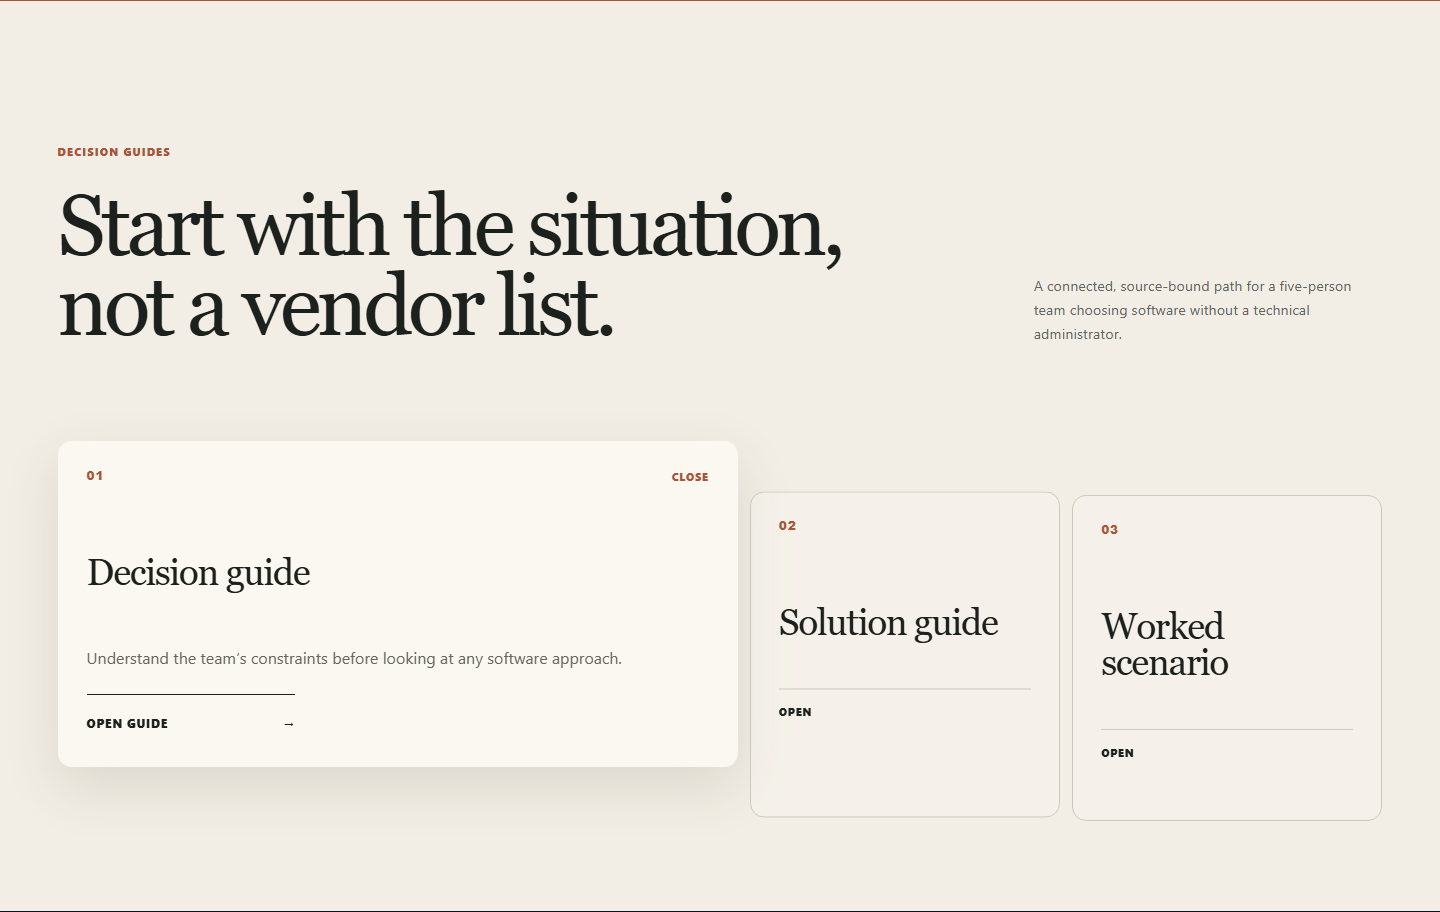 DECISION GUIDES
Start with the situation,
not a vendor list.
A connected, source-bound path for a five-person
team choosing software without a technical
administrator.
01
CLOSE
Decision guide
Understand the team's constraints before looking at any software approach.
OPEN GUIDE →
02
Solution guide
OPEN
03
Worked
scenario
OPEN